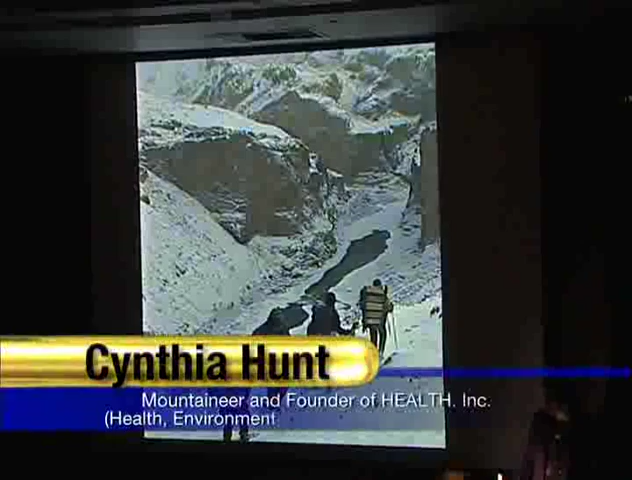 Cynthia Hunt
Mountaineer and Founder of HEALTH, Inc.
(Health, Environment